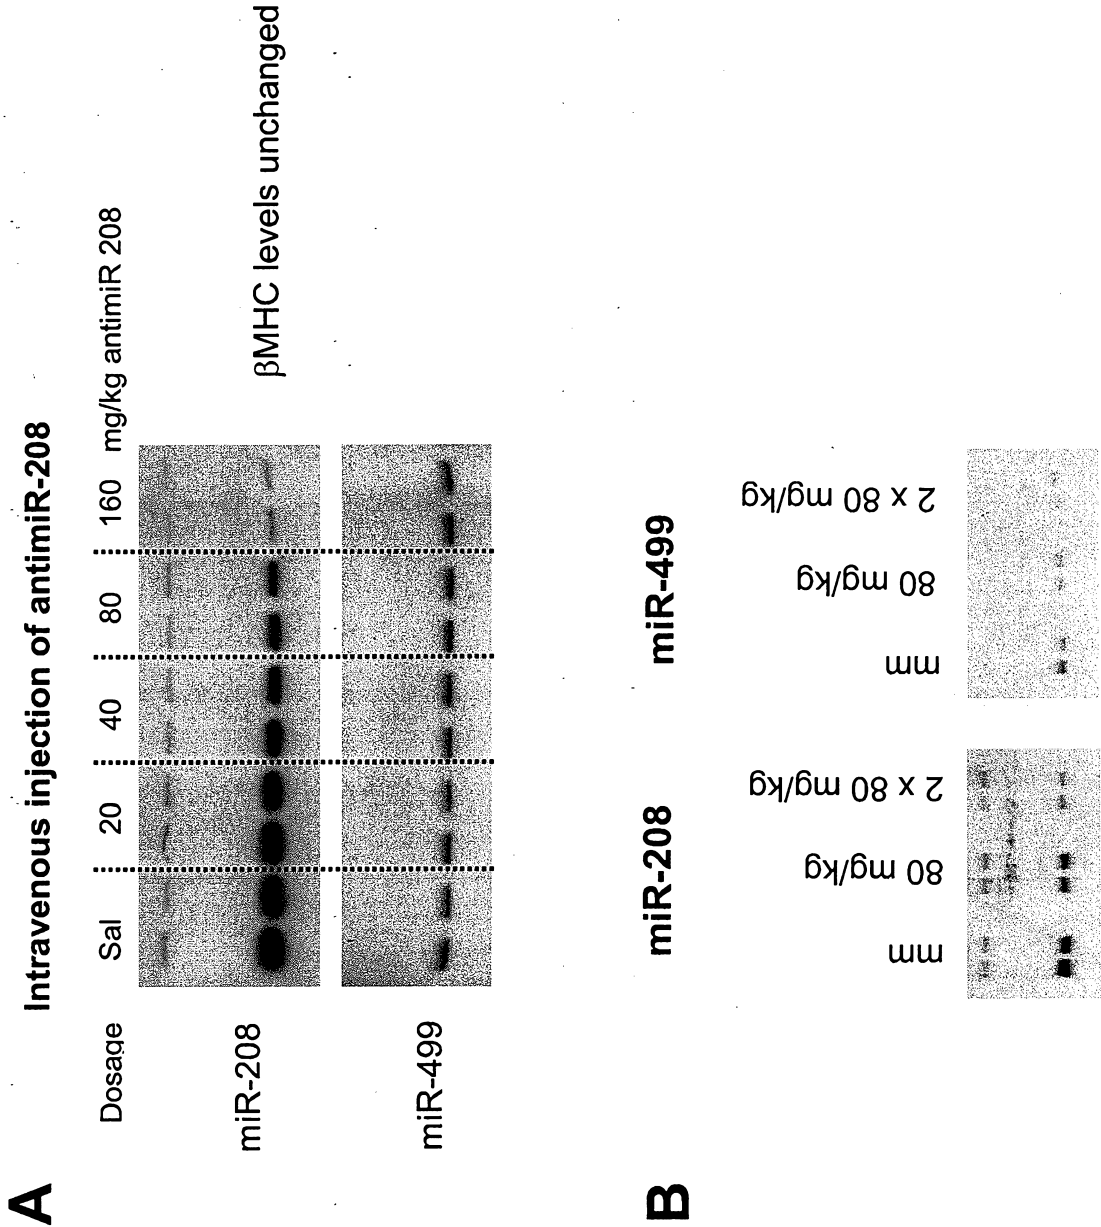 A
Intravenous injection of antimiR-208
Dosage Sal 20 40 80 160 mg/kg antimiR 208
miR-208
βMHC levels unchanged
miR-499
B
miR-208 miR-499
mm 80 mg/kg 2 x 80 mg/kg mm 80 mg/kg 2 x 80 mg/kg